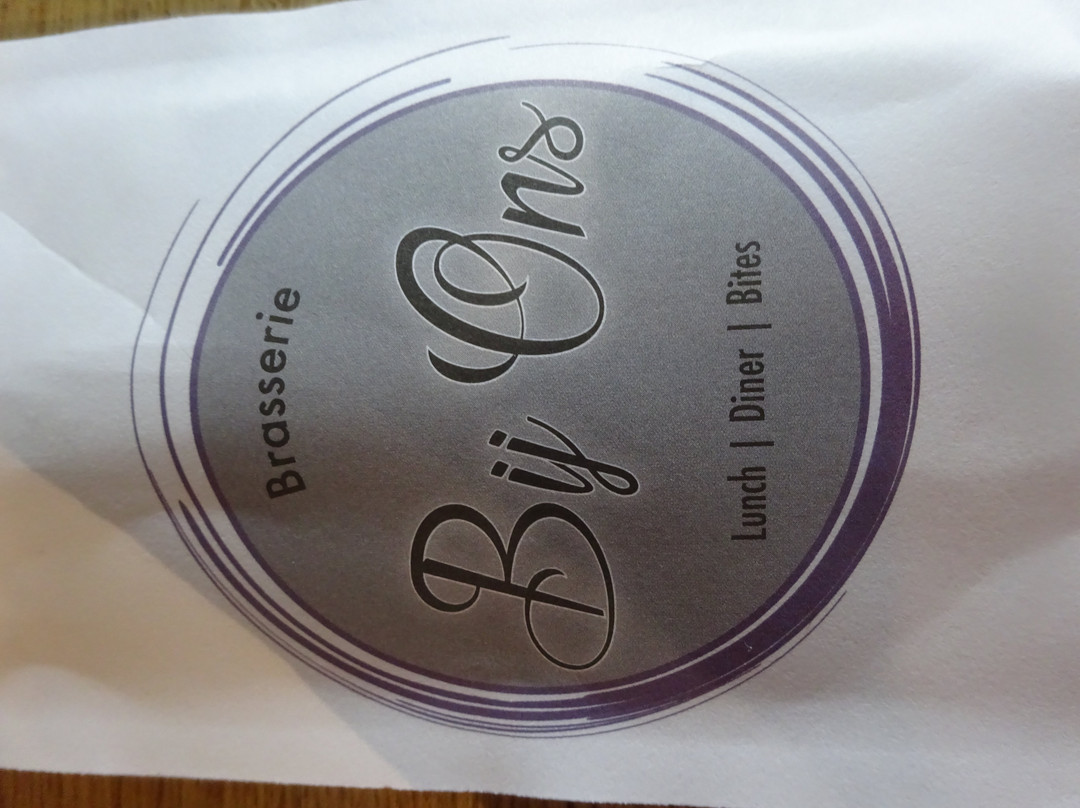 Brasserie
Bij Ons
Lunch | Diner | Bites